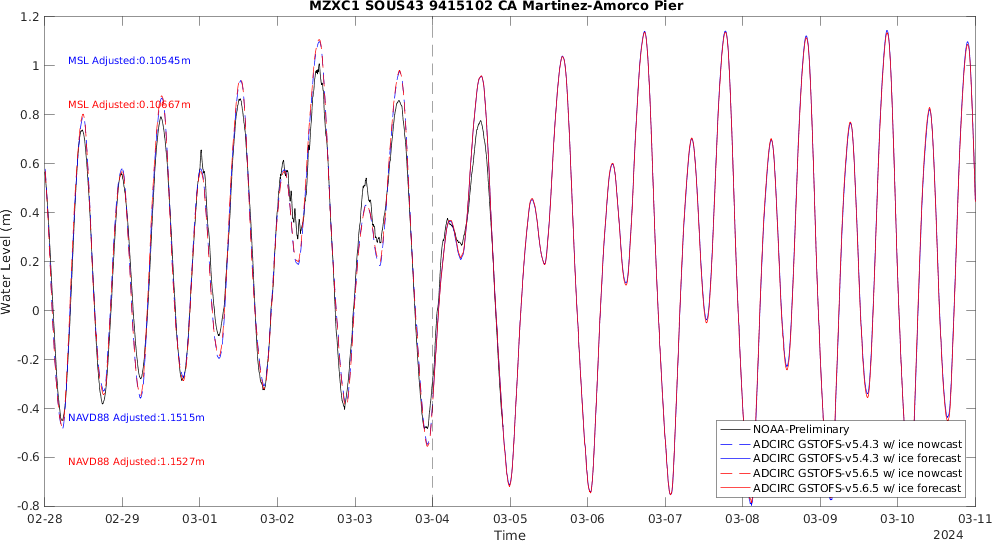 MZXC1 SOUS43 9415102 CA Martinez-Amorco Pier
Water Level (m)
1.2
1
0.8
0.6
0.4
0.2
0
-0.2
-0.4
-0.6
-0.8
MSL Adjusted:0.10545m
MSL Adjusted:0.10667m
NAVD88 Adjusted:1.1515m
NAVD88 Adjusted:1.1527m
NOAA-Preliminary
ADCIRC GSTOFS-v5.4.3 w/ ice nowcast
ADCIRC GSTOFS-v5.4.3 w/ ice forecast
ADCIRC GSTOFS-v5.6.5 w/ ice nowcast
ADCIRC GSTOFS-v5.6.5 w/ ice forecast
02-28 02-29 03-01 03-02 03-03 03-04 03-05 03-06 03-07 03-08 03-09 03-10 03-11
Time
2024